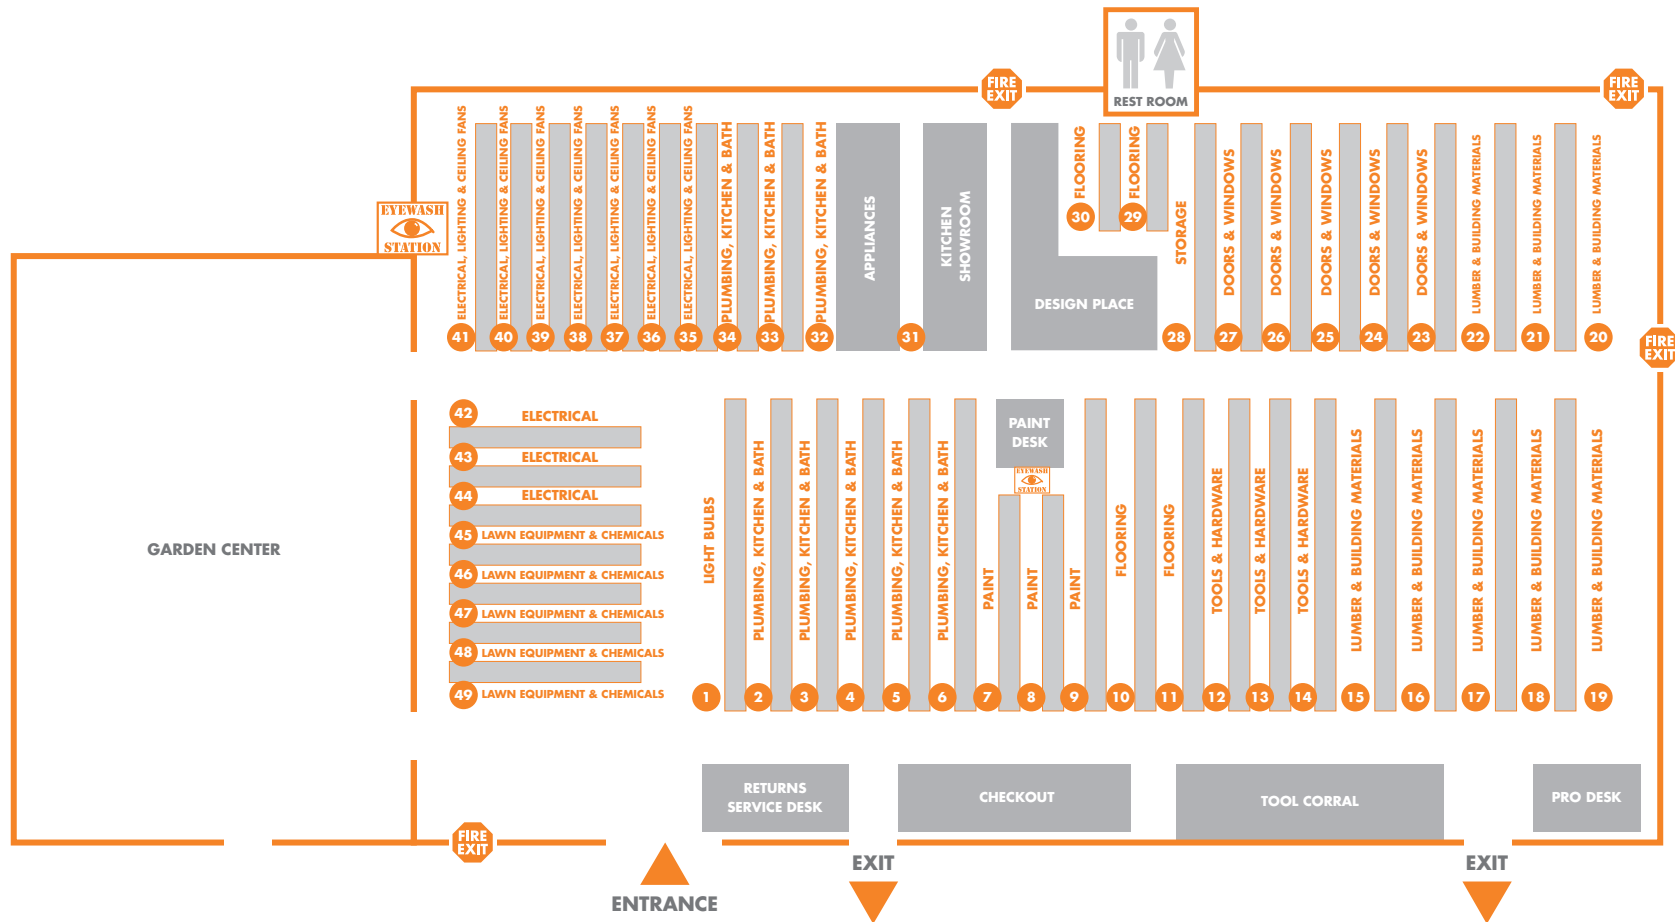 REST ROOM
FIRE
EXIT
FIRE
EXIT
EYEWASH
STATION
ELECTRICAL, LIGHTING & CEILING FANS
ELECTRICAL, LIGHTING & CEILING FANS
ELECTRICAL, LIGHTING & CEILING FANS
ELECTRICAL, LIGHTING & CEILING FANS
ELECTRICAL, LIGHTING & CEILING FANS
ELECTRICAL, LIGHTING & CEILING FANS
ELECTRICAL, LIGHTING & CEILING FANS
PLUMBING, KITCHEN & BATH
PLUMBING, KITCHEN & BATH
PLUMBING, KITCHEN & BATH
APPLIANCES
KITCHEN
SHOWROOM
DESIGN PLACE
FLOORING
30
FLOORING
29
STORAGE
DOORS & WINDOWS
DOORS & WINDOWS
DOORS & WINDOWS
DOORS & WINDOWS
DOORS & WINDOWS
LUMBER & BUILDING MATERIALS
LUMBER & BUILDING MATERIALS
LUMBER & BUILDING MATERIALS
41
40
39
38
37
36
35
34
33
32
31
28
27
26
25
24
23
22
21
20
FIRE
EXIT
GARDEN CENTER
42
ELECTRICAL
43
ELECTRICAL
44
ELECTRICAL
45
LAWN EQUIPMENT & CHEMICALS
46
LAWN EQUIPMENT & CHEMICALS
47
LAWN EQUIPMENT & CHEMICALS
48
LAWN EQUIPMENT & CHEMICALS
49
LAWN EQUIPMENT & CHEMICALS
LIGHT BULBS
PLUMBING, KITCHEN & BATH
PLUMBING, KITCHEN & BATH
PLUMBING, KITCHEN & BATH
PLUMBING, KITCHEN & BATH
PLUMBING, KITCHEN & BATH
PAINT
DESK
EYEWASH
STATION
PAINT
PAINT
PAINT
FLOORING
FLOORING
TOOLS & HARDWARE
TOOLS & HARDWARE
TOOLS & HARDWARE
LUMBER & BUILDING MATERIALS
LUMBER & BUILDING MATERIALS
LUMBER & BUILDING MATERIALS
LUMBER & BUILDING MATERIALS
LUMBER & BUILDING MATERIALS
1
2
3
4
5
6
7
8
9
10
11
12
13
14
15
16
17
18
19
RETURNS
SERVICE DESK
CHECKOUT
TOOL CORRAL
PRO DESK
FIRE
EXIT
ENTRANCE
EXIT
EXIT